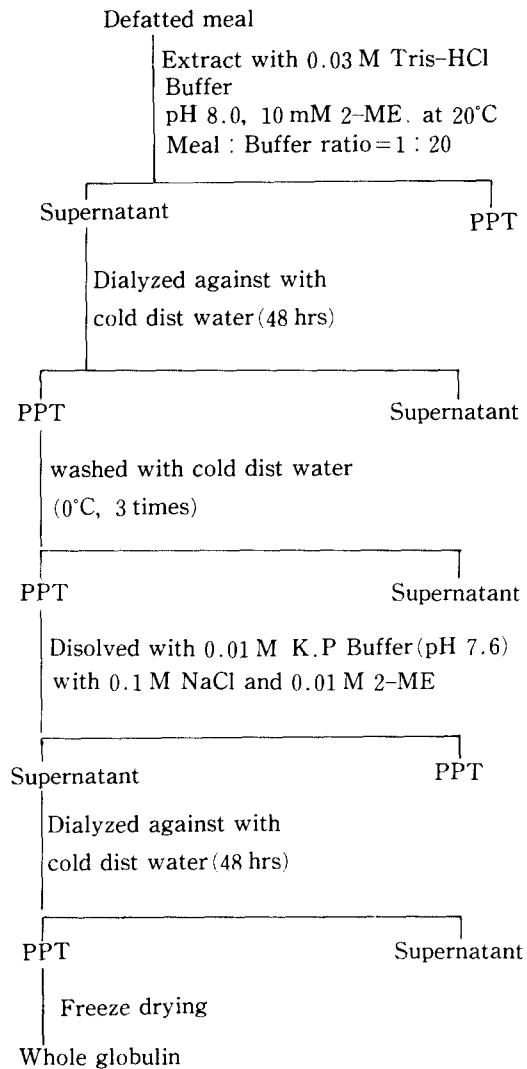 Defatted meal
Extract with 0.03 M Tris-HCl
Buffer
pH 8.0, 10 mM 2-ME. at 20°C
Meal : Buffer ratio=1 : 20
Supernatant
PPT
Dialyzed against with
cold dist water(48 hrs)
PPT
Supernatant
washed with cold dist water
(0°C, 3 times)
PPT
Supernatant
Disolved with 0.01 M K.P Buffer(pH 7.6)
with 0.1 M NaCl and 0.01 M 2-ME
Supernatant
PPT
Dialyzed against with
cold dist water(48 hrs)
PPT
Supernatant
Freeze drying
Whole globulin